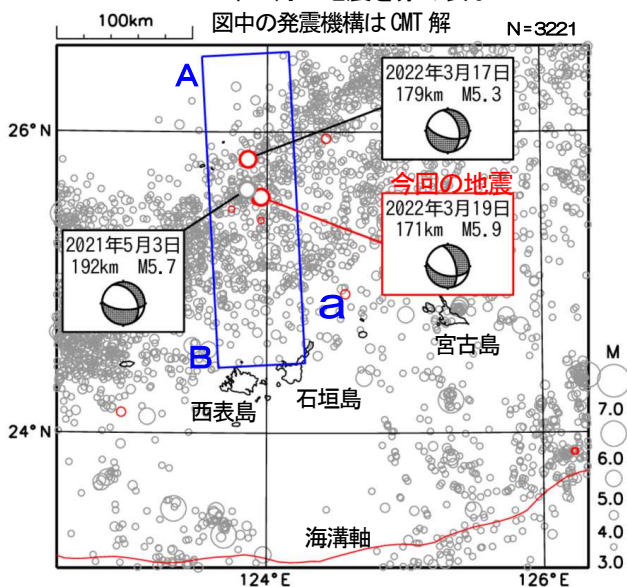 図中の発震機構は CMT 解
N=3221
100km
A
2022年3月17日
179km M5.3
26°N
今回の地震
2022年3月19日
171km M5.9
2021年5月3日
192km M5.7
a
宮古島
B
西表島
石垣島
M
7.0
6.0
5.0
4.0
3.0
24°N
海溝軸
124°E
126°E